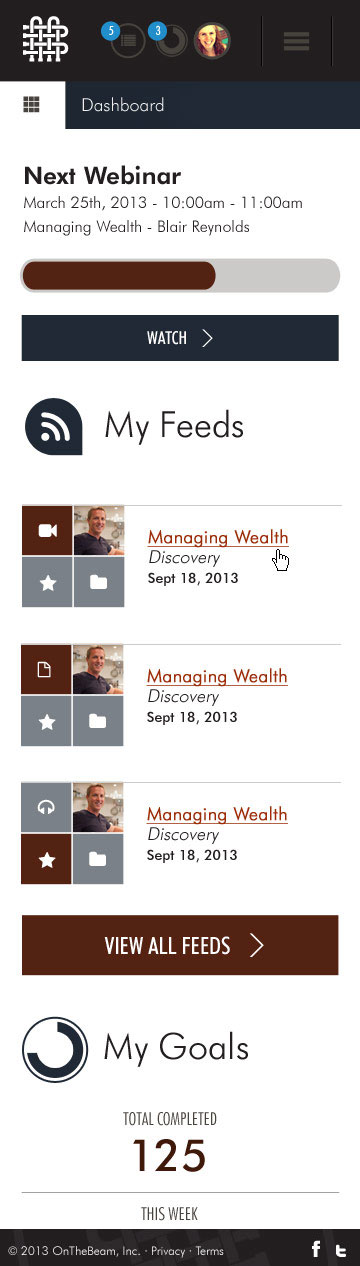 5
3
Dashboard
Next Webinar
March 25th, 2013 - 10:00am - 11:00am
Managing Wealth - Blair Reynolds
WATCH
My Feeds
Managing Wealth
Discovery
Sept 18, 2013
Managing Wealth
Discovery
Sept 18, 2013
Managing Wealth
Discovery
Sept 18, 2013
VIEW ALL FEEDS
My Goals
TOTAL COMPLETED
125
THIS WEEK
© 2013 OnTheBeam, Inc. · Privacy · Terms